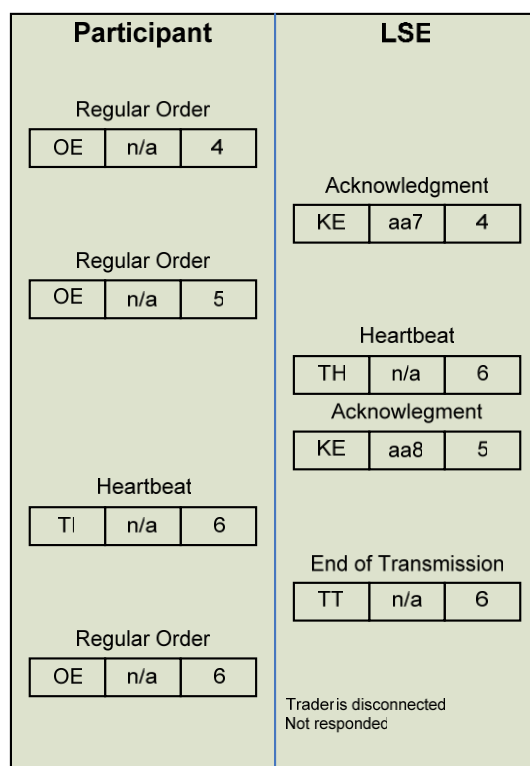 Participant LSE
Regular Order
OE n/a 4
Acknowledgment
KE aa7 4
Regular Order
OE n/a 5
Heartbeat
TH n/a 6
Acknowlegment
KE aa8 5
Heartbeat
TI n/a 6
End of Transmission
TT n/a 6
Regular Order
OE n/a 6
Trader is disconnected
Not responded